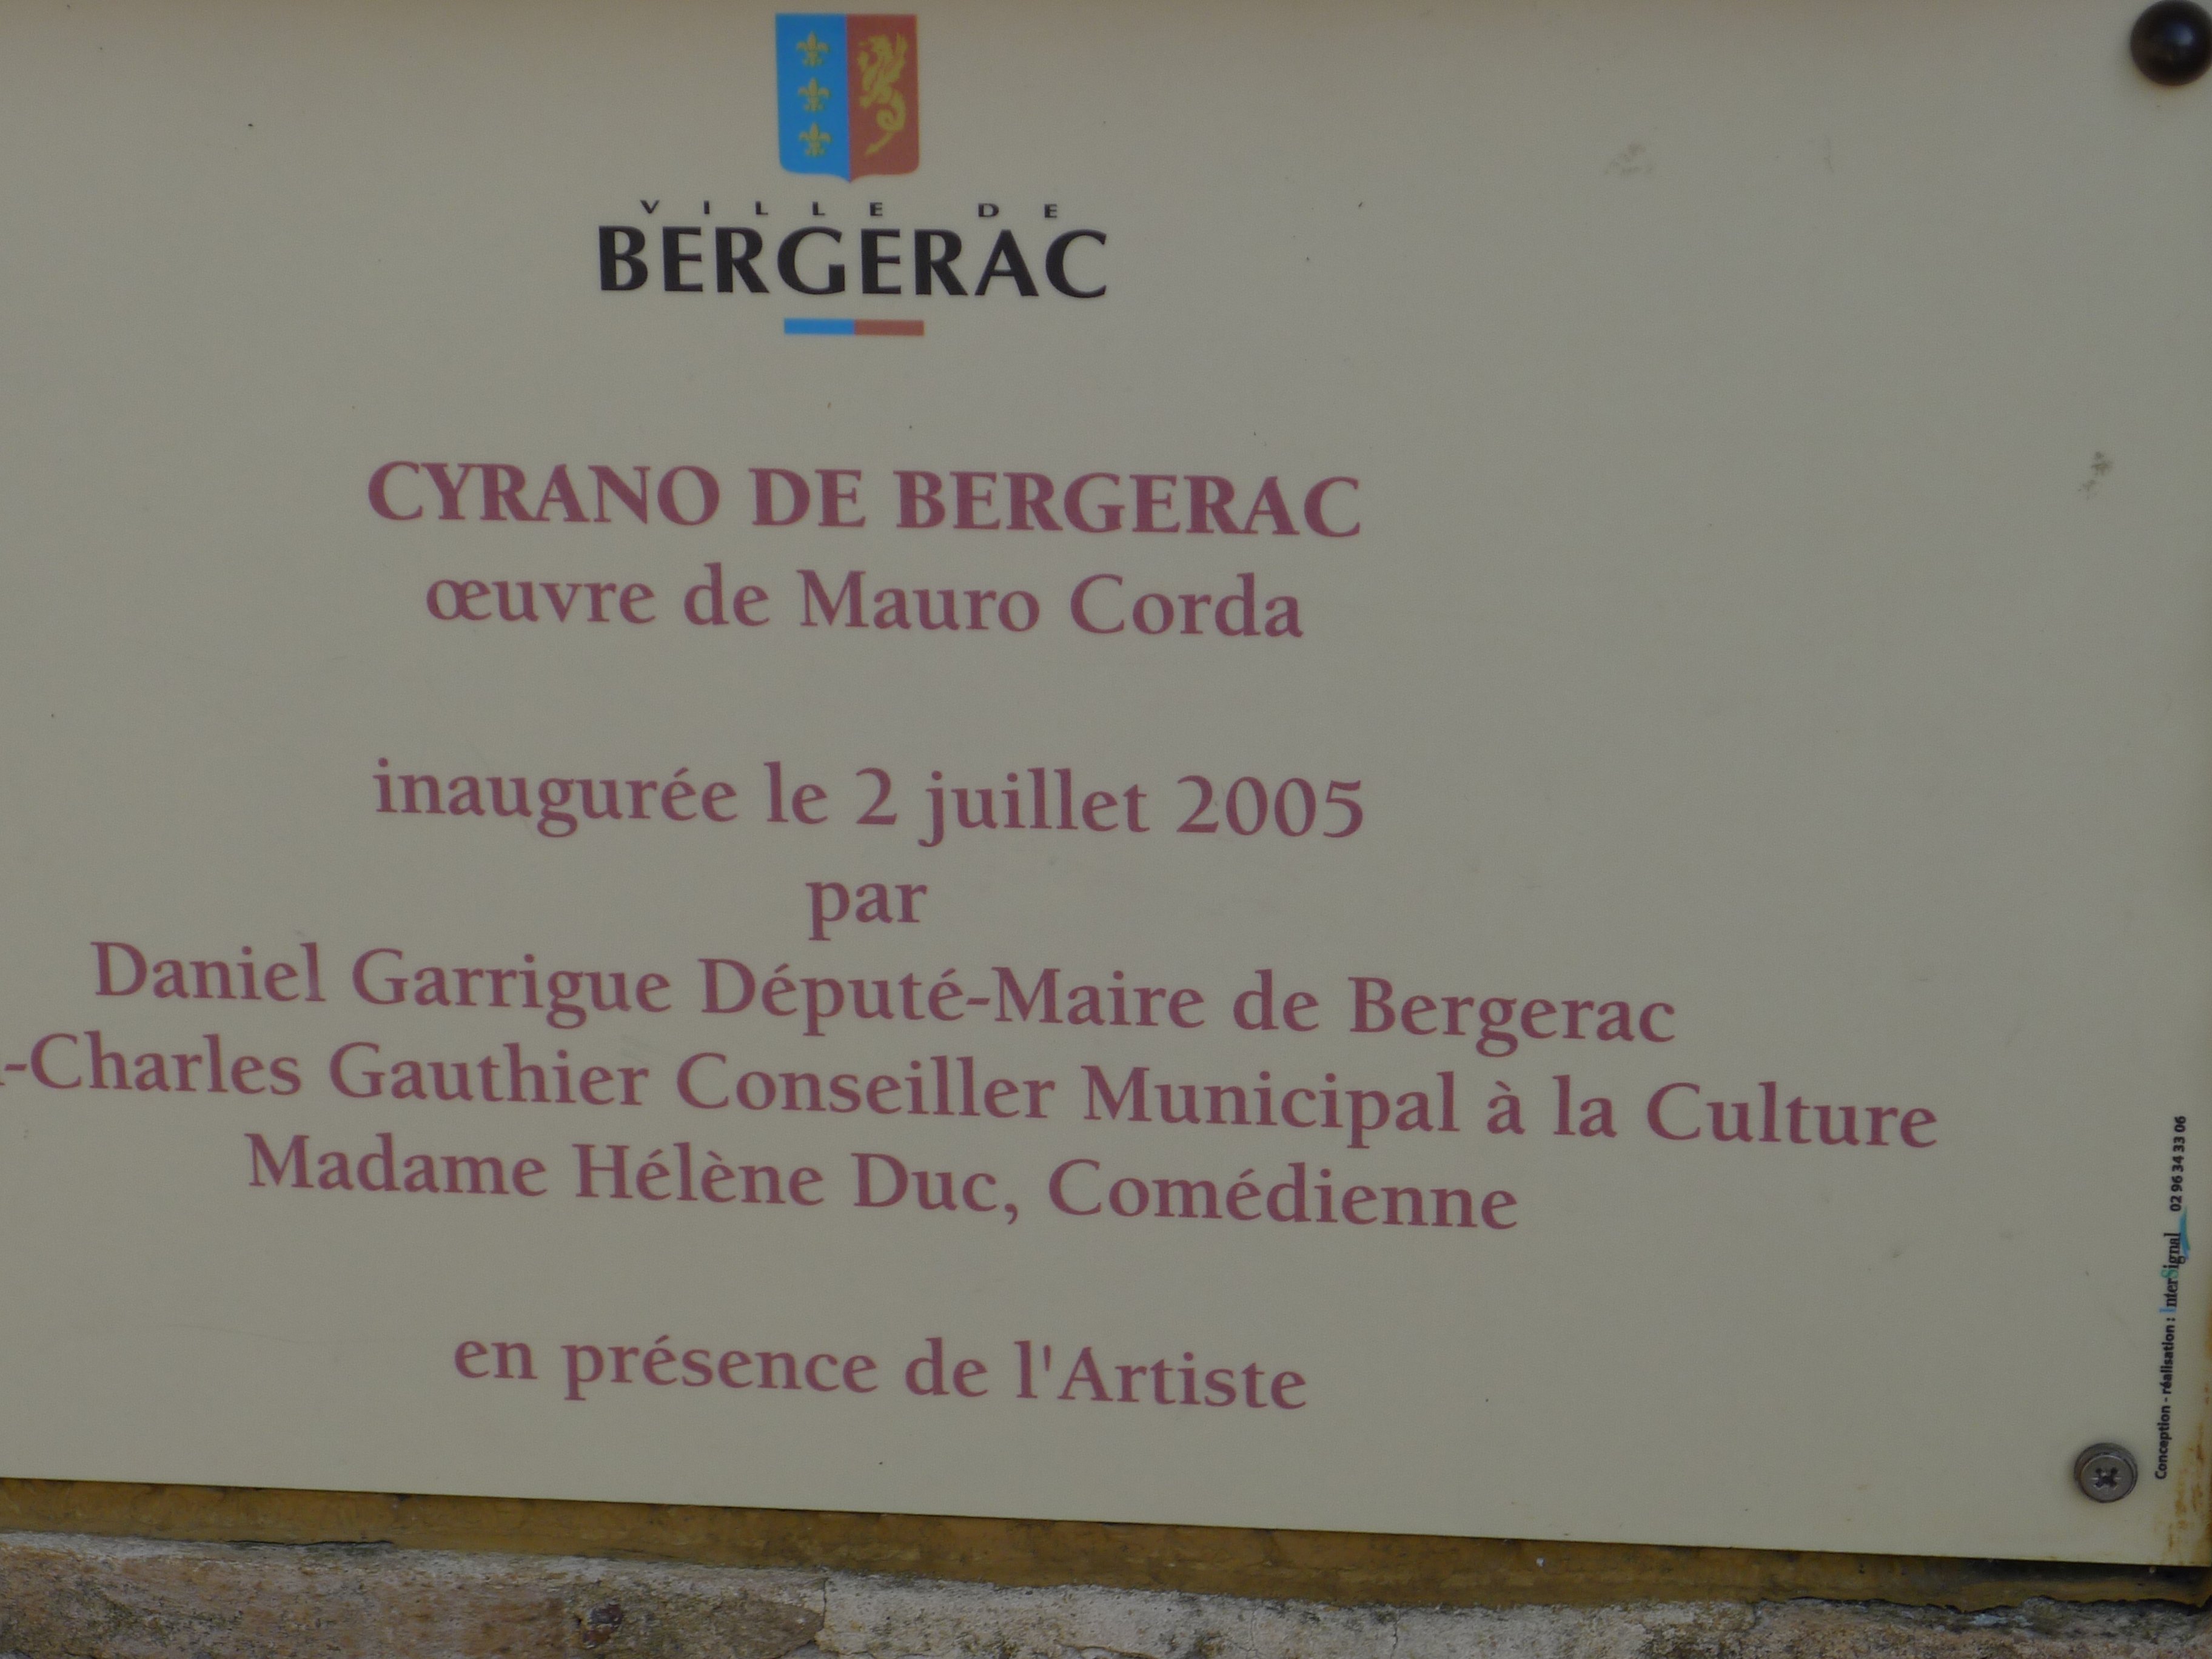 VILLE DE
BERGERAC
CYRANO DE BERGERAC
œuvre de Mauro Corda
inaugurée le 2 juillet 2005
par
Daniel Garrigue Député-Maire de Bergerac
-Charles Gauthier Conseiller Municipal à la Culture
Madame Hélène Duc, Comédienne
en présence de l'Artiste
Conception - réalisation : InterSignal 02 96 34 33 06